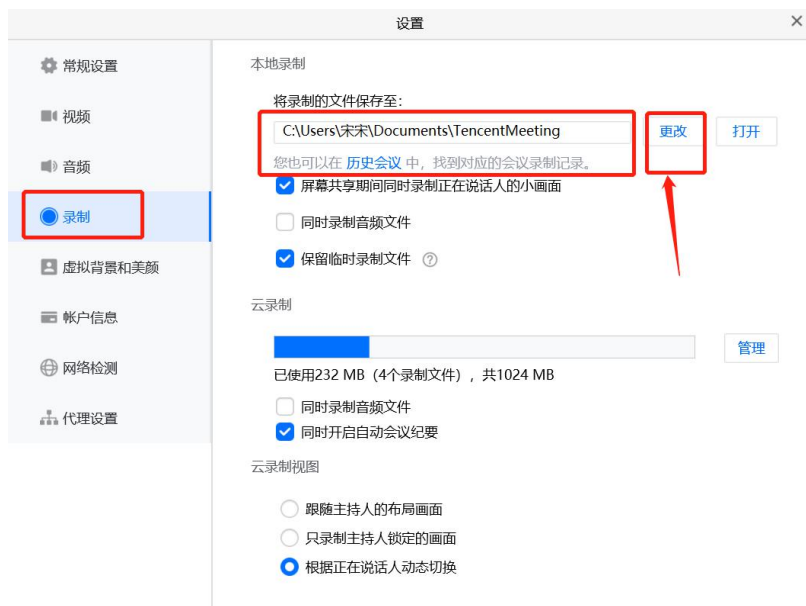 设置
常规设置
视频
音频
录制
虚拟背景和美颜
帐户信息
网络检测
代理设置
本地录制
将录制的文件保存至:
C:\Users\宋宋\Documents\TencentMeeting
更改
打开
您也可以在 历史会议 中，找到对应的会议录制记录。
屏幕共享期间同时录制正在说话人的小画面
同时录制音频文件
保留临时录制文件 ?
云录制
管理
已使用232 MB（4个录制文件）, 共1024 MB
同时录制音频文件
同时开启自动会议纪要
云录制视图
跟随主持人的布局画面
只录制主持人锁定的画面
根据正在说话人动态切换